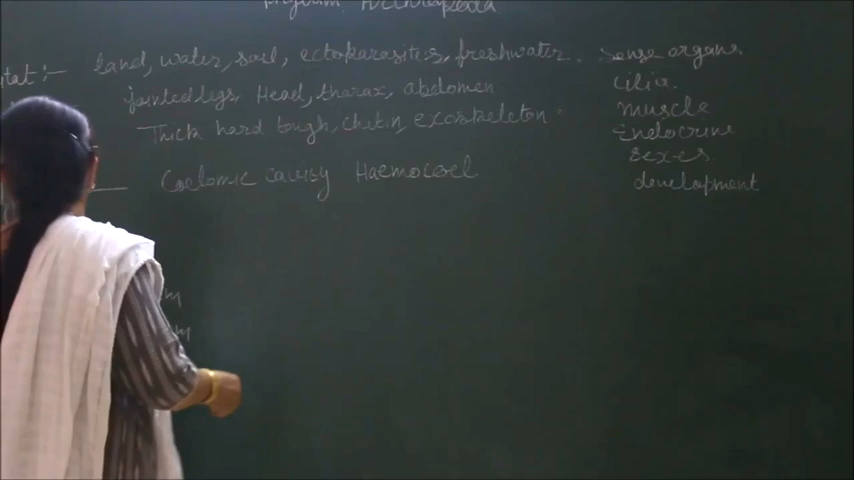 Phylum Arthropoda
tat :- land, water, soil, ectoparasites, freshwater.
jointed legs, Head, thorax, abdomen
Thick hard tough, chitin, exoskeleton.
Coelomic cavity Haemocoel
m
m
sense organs.
cilia.
muscle
Endocrine
sexes
development